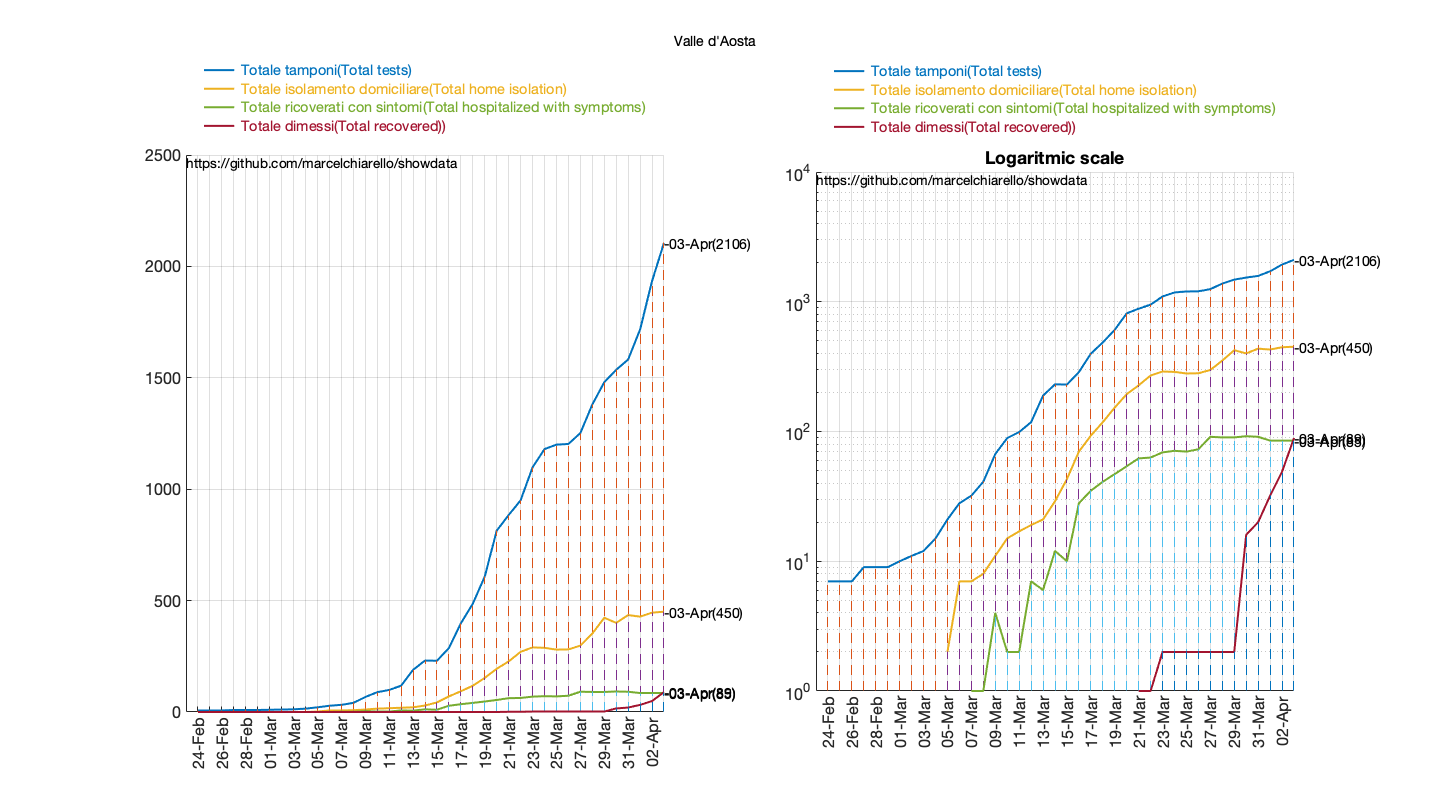 Valle d'Aosta
Totale tamponi(Total tests)
Totale isolamento domiciliare(Total home isolation)
Totale ricoverati con sintomi(Total hospitalized with symptoms)
Totale dimessi(Total recovered))
2500
https://github.com/marcelchiarello/showdata
2000
1500
1000
500
0
-03-Apr(2106)
-03-Apr(450)
24-Feb
26-Feb
28-Feb
01-Mar
03-Mar
05-Mar
07-Mar
09-Mar
11-Mar
13-Mar
15-Mar
17-Mar
19-Mar
21-Mar
23-Mar
25-Mar
27-Mar
29-Mar
31-Mar
02-Apr
Totale tamponi(Total tests)
Totale isolamento domiciliare(Total home isolation)
Totale ricoverati con sintomi(Total hospitalized with symptoms)
Totale dimessi(Total recovered))
Logaritmic scale
10^4
https://github.com/marcelchiarello/showdata
10^3
10^2
10^1
10^0
-03-Apr(2106)
-03-Apr(450)
24-Feb
26-Feb
28-Feb
01-Mar
03-Mar
05-Mar
07-Mar
09-Mar
11-Mar
13-Mar
15-Mar
17-Mar
19-Mar
21-Mar
23-Mar
25-Mar
27-Mar
29-Mar
31-Mar
02-Apr